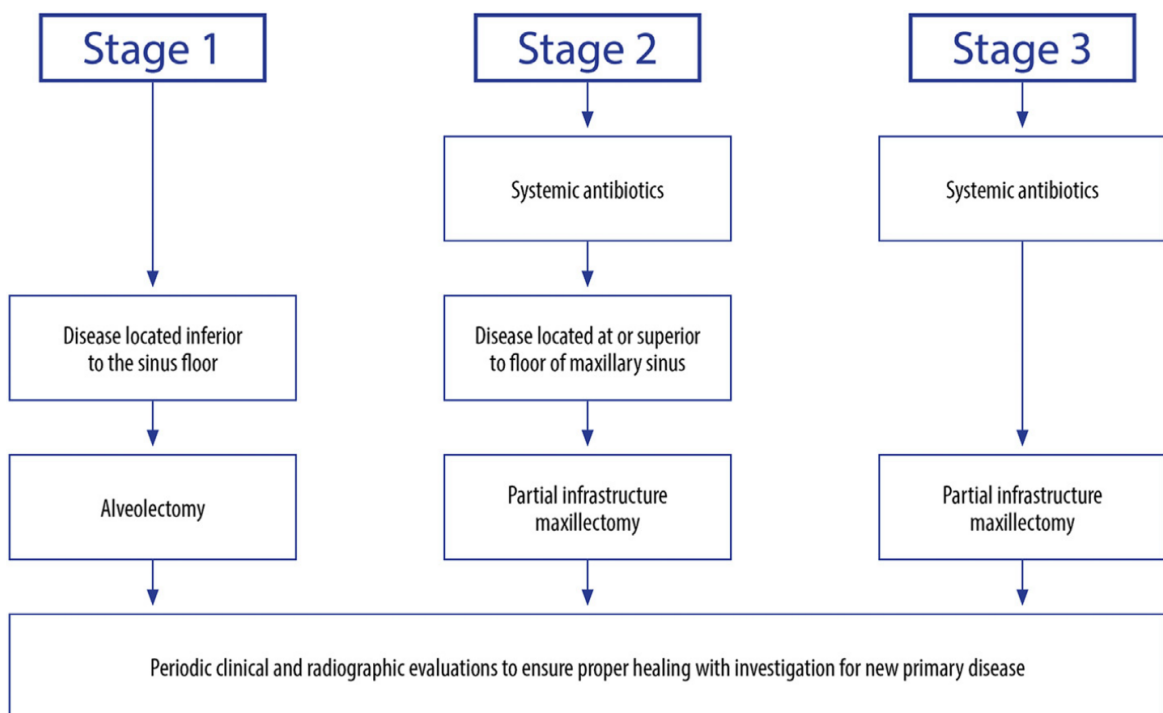 Stage 1
Stage 2
Stage 3
Systemic antibiotics
Systemic antibiotics
Disease located inferior
to the sinus floor
Disease located at or superior
to floor of maxillary sinus
Alveolectomy
Partial infrastructure
maxillectomy
Partial infrastructure
maxillectomy
Periodic clinical and radiographic evaluations to ensure proper healing with investigation for new primary disease